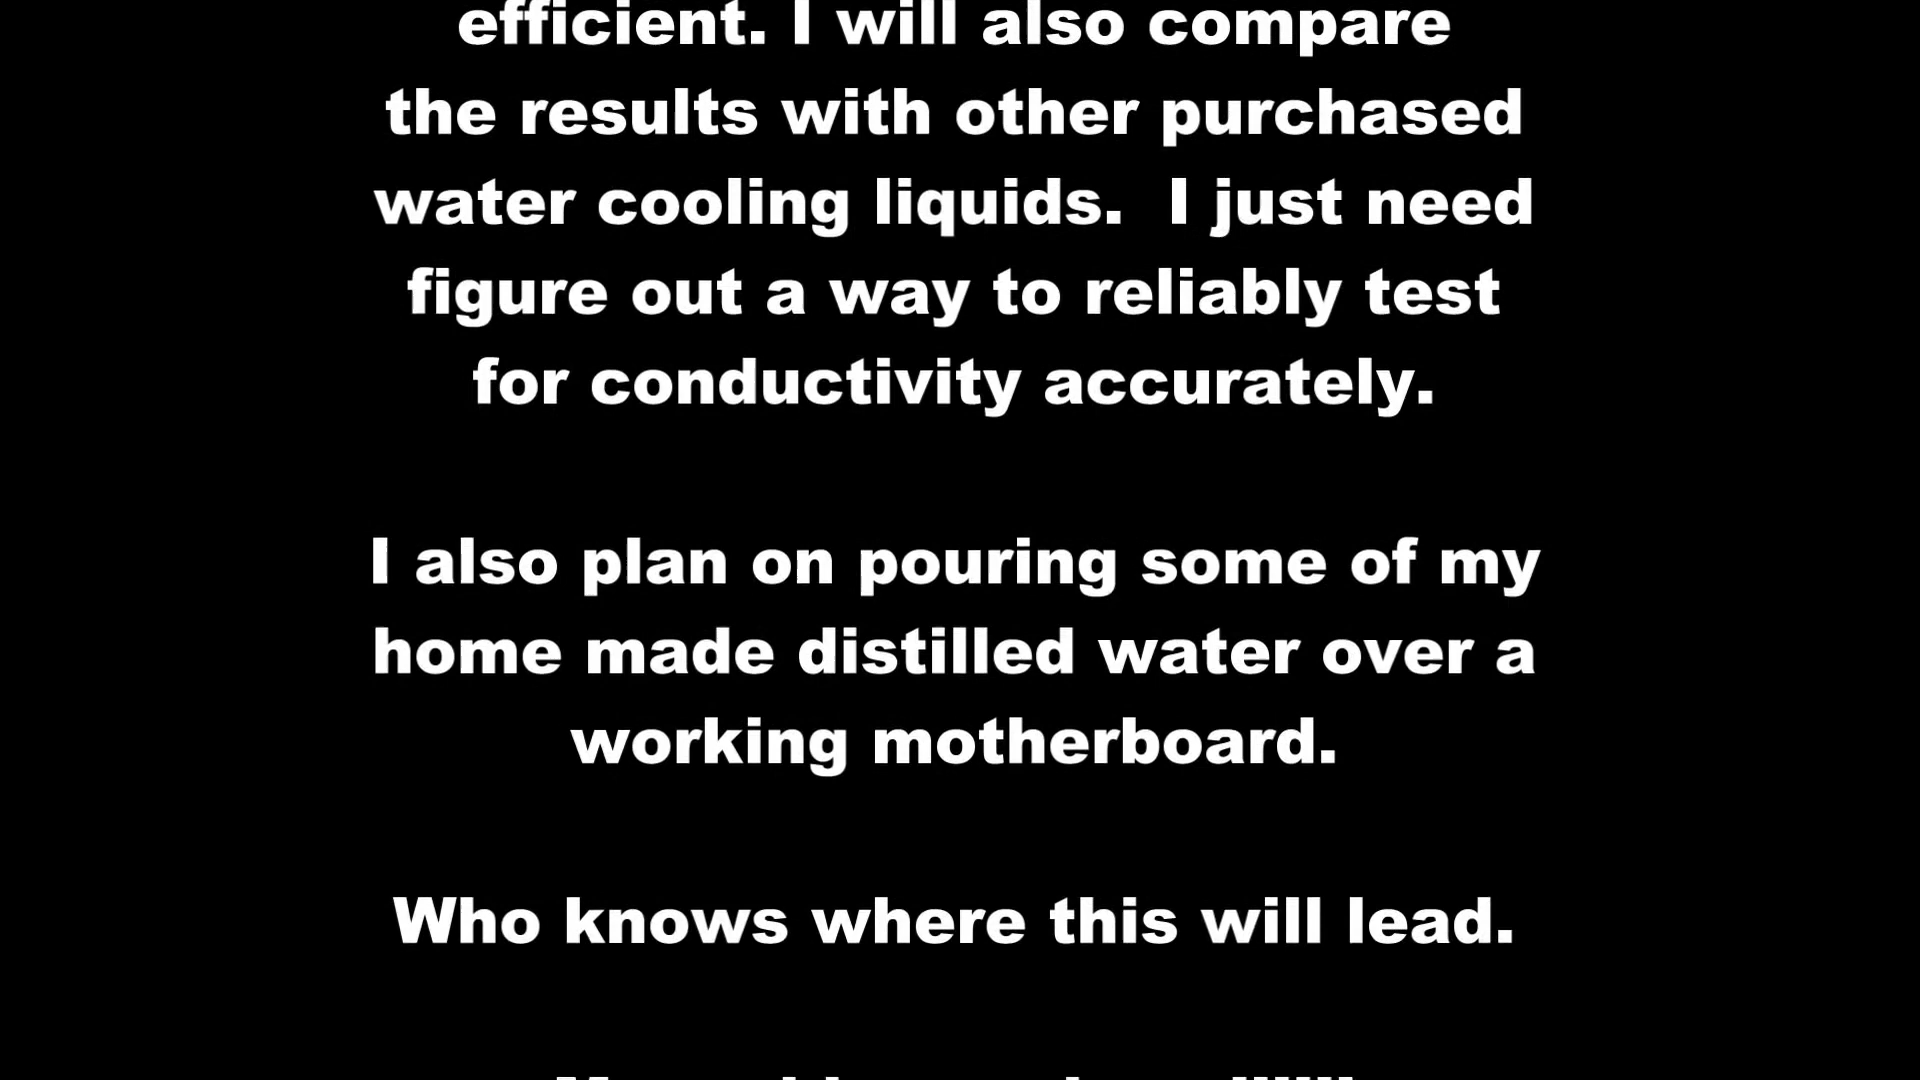 efficient. I will also compare
the results with other purchased
water cooling liquids.  I just need
figure out a way to reliably test
for conductivity accurately.
I also plan on pouring some of my
home made distilled water over a
working motherboard.
Who knows where this will lead.